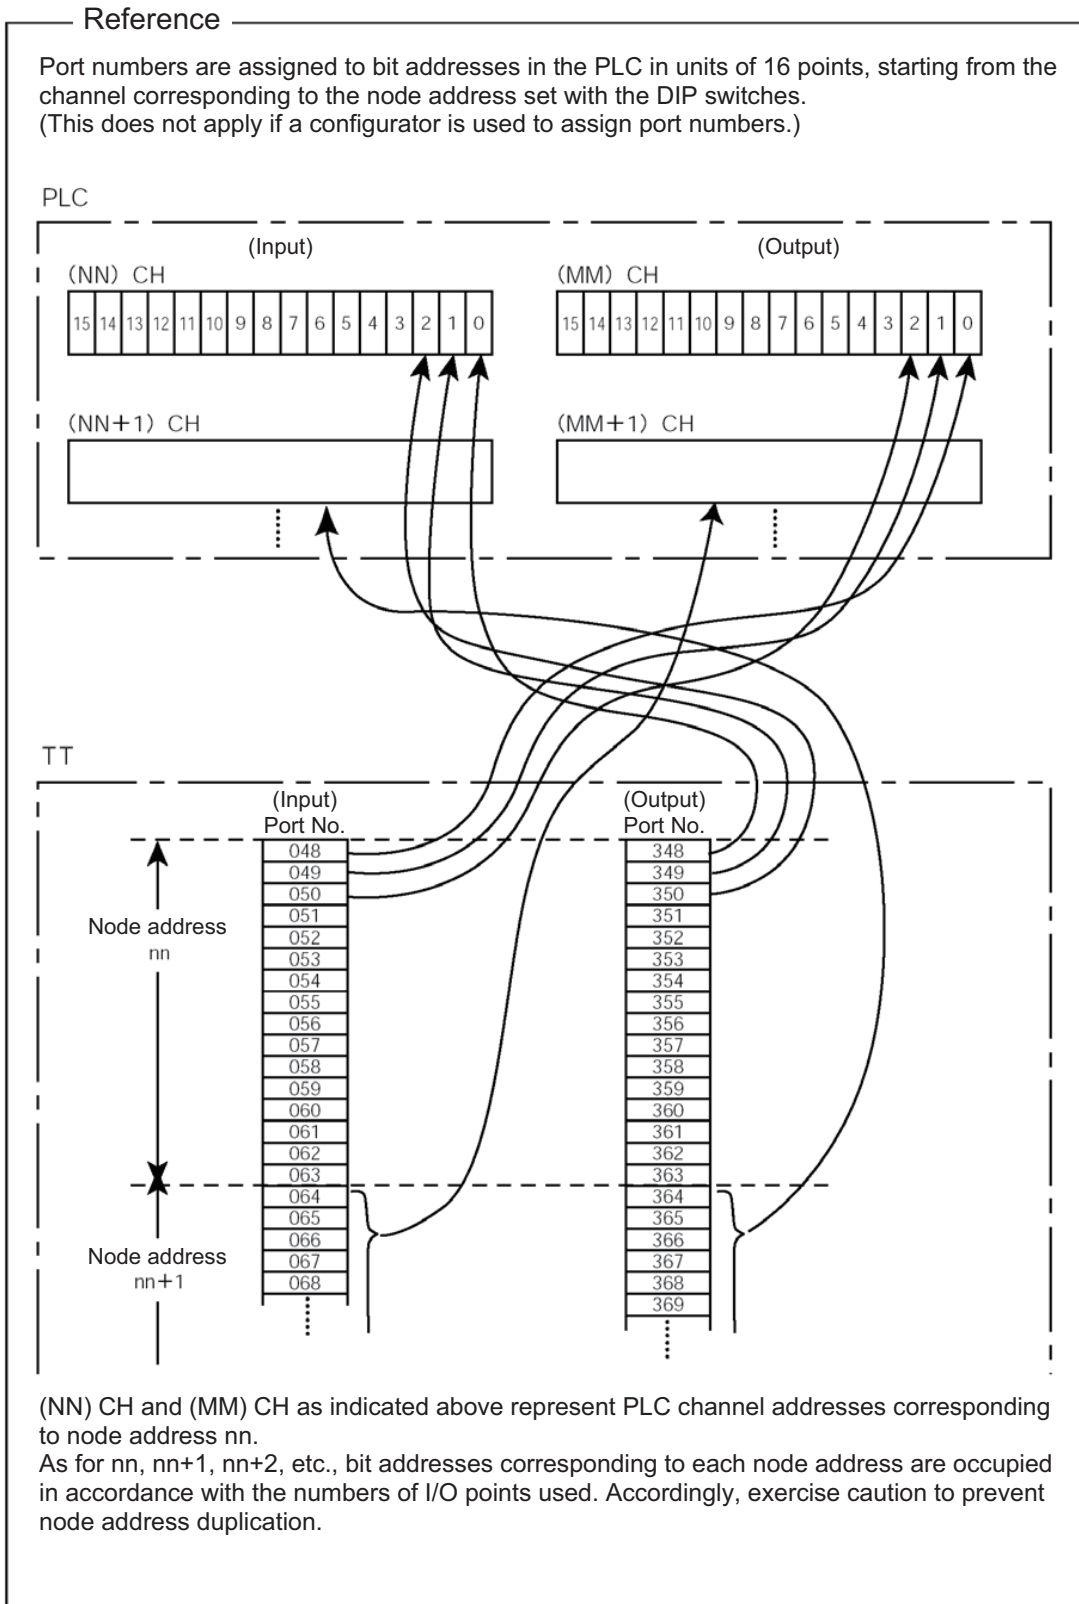 Reference
Port numbers are assigned to bit addresses in the PLC in units of 16 points, starting from the
channel corresponding to the node address set with the DIP switches.
(This does not apply if a configurator is used to assign port numbers.)
PLC
(Input)
(Output)
(NN) CH
(MM) CH
15 14 13 12 11 10 9 8 7 6 5 4 3 2 1 0
15 14 13 12 11 10 9 8 7 6 5 4 3 2 1 0
(NN+1) CH
(MM+1) CH
TT
(Input)
Port No.
(Output)
Port No.
048
049
050
051
052
053
054
055
056
057
058
059
060
061
062
063
064
065
066
067
068
348
349
350
351
352
353
354
355
356
357
358
359
360
361
362
363
364
365
366
367
368
369
Node address
nn
Node address
nn+1
(NN) CH and (MM) CH as indicated above represent PLC channel addresses corresponding
to node address nn.
As for nn, nn+1, nn+2, etc., bit addresses corresponding to each node address are occupied
in accordance with the numbers of I/O points used. Accordingly, exercise caution to prevent
node address duplication.